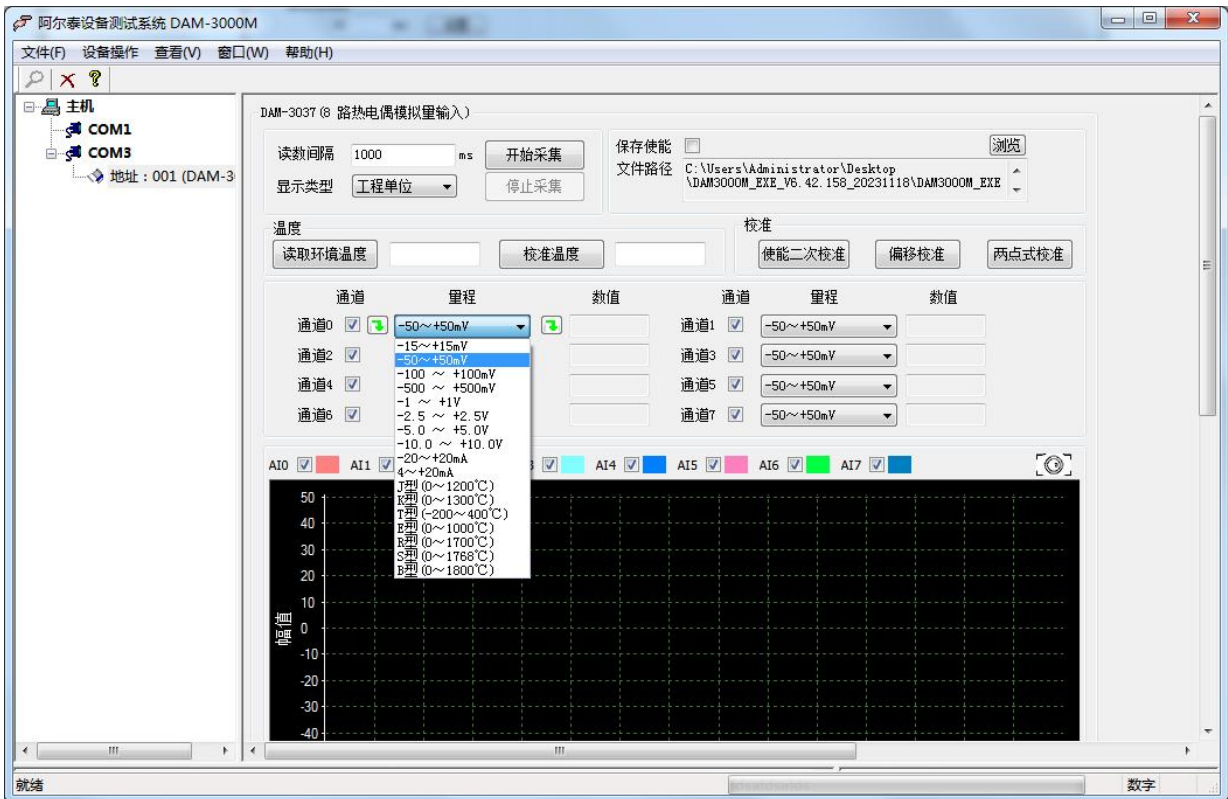 阿尔泰设备测试系统 DAM-3000M
文件(F) 设备操作 查看(V) 窗口(W) 帮助(H)
主机
COM1
COM3
地址：001 (DAM-3
DAM-3037(8 路热电偶模拟量输入)
读数间隔 1000 ms 开始采集
显示类型 工程单位 停止采集
保存使能 浏览
文件路径 C:\Users\Administrator\Desktop
\DAM3000M_EXE_V6.42.158_20231118\DAM3000M_EXE
温度
读取环境温度 校准温度
校准
使能二次校准 偏移校准 两点式校准
通道 量程 数值 通道 量程 数值
通道0 -50～+50mV 通道1 -50～+50mV
通道2 通道3 -50～+50mV
通道4 通道5 -50～+50mV
通道6 通道7 -50～+50mV
-15～+15mV
-50～+50mV
-100 ～ +100mV
-500 ～ +500mV
-1 ～ +1V
-2.5 ～ +2.5V
-5.0 ～ +5.0V
-10.0 ～ +10.0V
-20～+20mA
4～+20mA
J型(0～1200℃)
K型(0～1300℃)
T型(-200～400℃)
E型(0～1000℃)
R型(0～1700℃)
S型(0～1768℃)
B型(0～1800℃)
AI0 AI1 3 AI4 AI5 AI6 AI7
幅值
50
40
30
20
10
0
-10
-20
-30
-40
就绪 数字